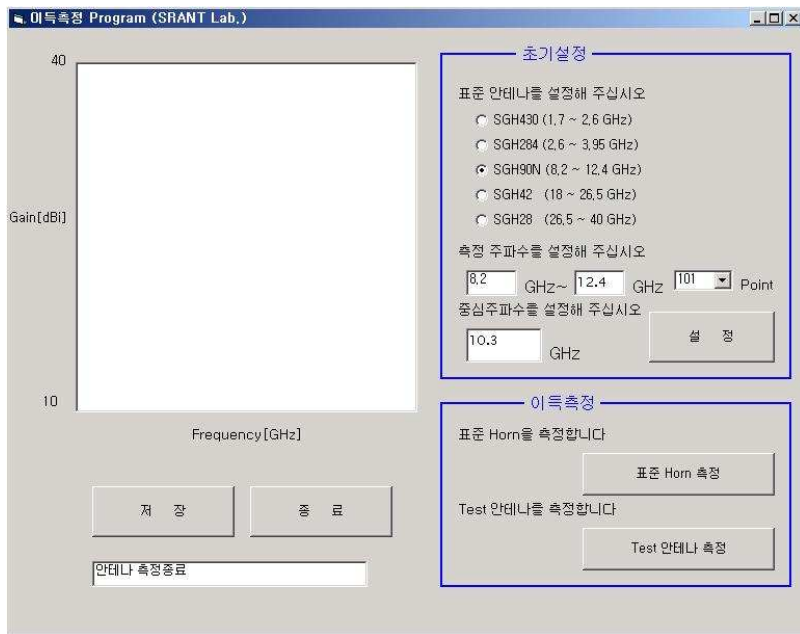 이득측정 Program (SRANT Lab.)
40
Gain[dBi]
10
Frequency[GHz]
저 장
종 료
안테나 측정종료
초기설정
표준 안테나를 설정해 주십시오
SGH430 (1.7 ~ 2.6 GHz)
SGH284 (2.6 ~ 3.95 GHz)
SGH90N (8.2 ~ 12.4 GHz)
SGH42 (18 ~ 26.5 GHz)
SGH28 (26.5 ~ 40 GHz)
측정 주파수를 설정해 주십시오
8.2 GHz~ 12.4 GHz 101 Point
중심주파수를 설정해 주십시오
10.3 GHz
설 정
이득측정
표준 Horn을 측정합니다
표준 Horn 측정
Test 안테나를 측정합니다
Test 안테나 측정